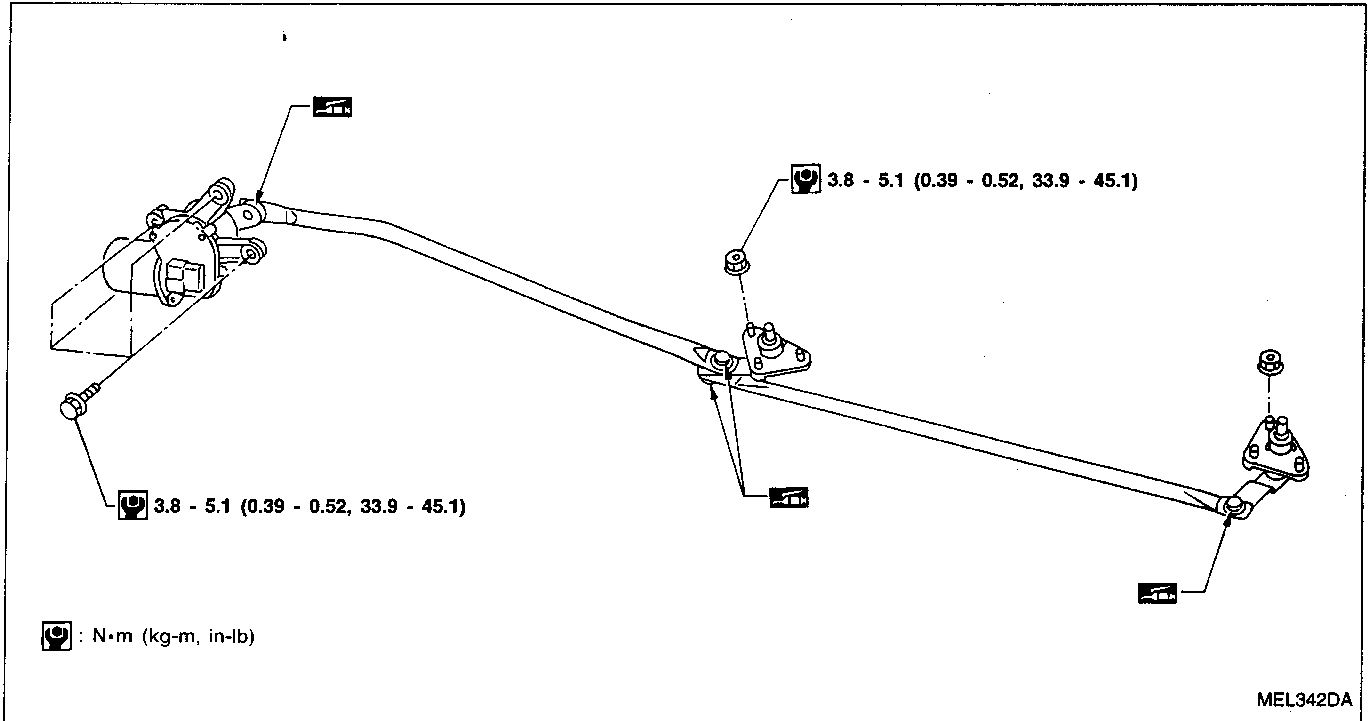 3.8 - 5.1 (0.39 - 0.52, 33.9 - 45.1)
3.8 - 5.1 (0.39 - 0.52, 33.9 - 45.1)
: N•m (kg-m, in-lb)
MEL342DA